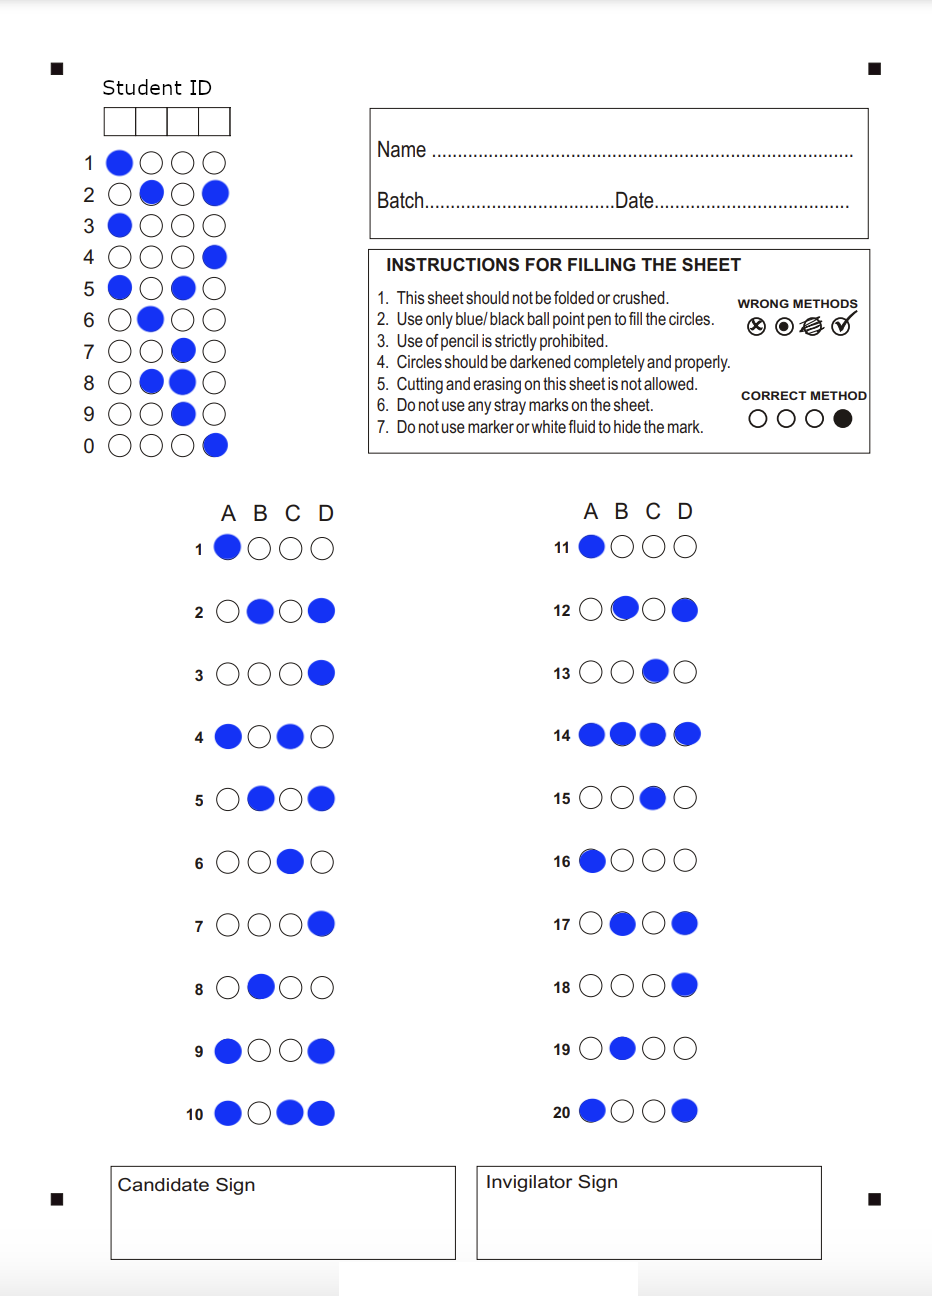 Student ID
1
2
3
4
5
6
7
8
9
0
Name ....................................................................................
Batch.....................................Date......................................
INSTRUCTIONS FOR FILLING THE SHEET
1. This sheet should not be folded or crushed.
2. Use only blue/ black ball point pen to fill the circles.
3. Use of pencil is strictly prohibited.
4. Circles should be darkened completely and properly.
5. Cutting and erasing on this sheet is not allowed.
6. Do not use any stray marks on the sheet.
7. Do not use marker or white fluid to hide the mark.
WRONG METHODS
CORRECT METHOD
A B C D
1
2
3
4
5
6
7
8
9
10
A B C D
11
12
13
14
15
16
17
18
19
20
Candidate Sign
Invigilator Sign